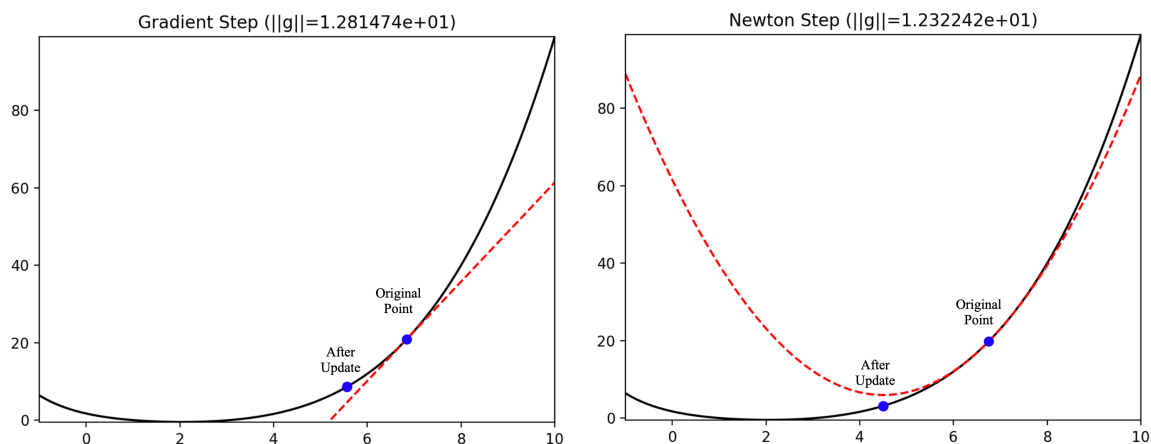 Gradient Step (||g||=1.281474e+01)
80
60
40
20
0
Original
Point
After
Update
0 2 4 6 8 10
Newton Step (||g||=1.232242e+01)
80
60
40
20
0
Original
Point
After
Update
0 2 4 6 8 10